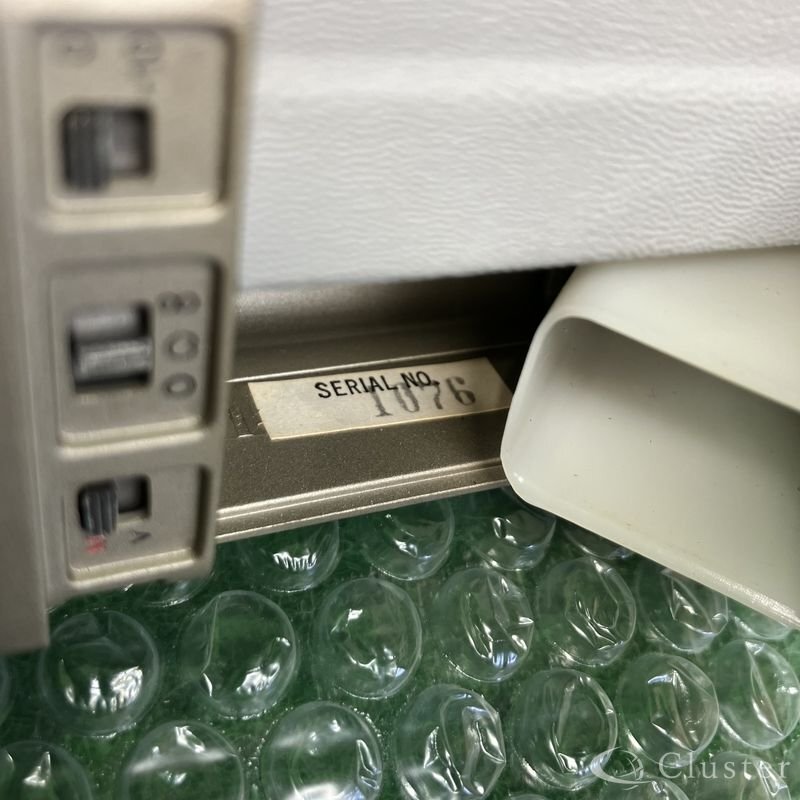 SERIAL NO.
1076
A
Cluster